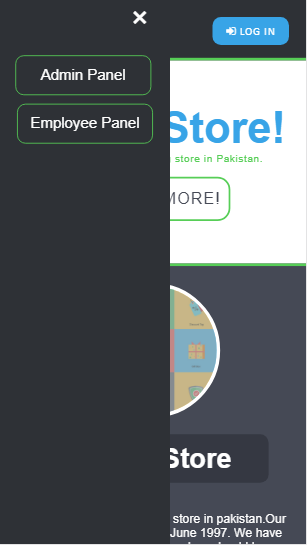 ×
LOG IN
Admin Panel
Employee Panel
Store!
store in Pakistan.
MORE!
Store
store in pakistan.Our
June 1997. We have